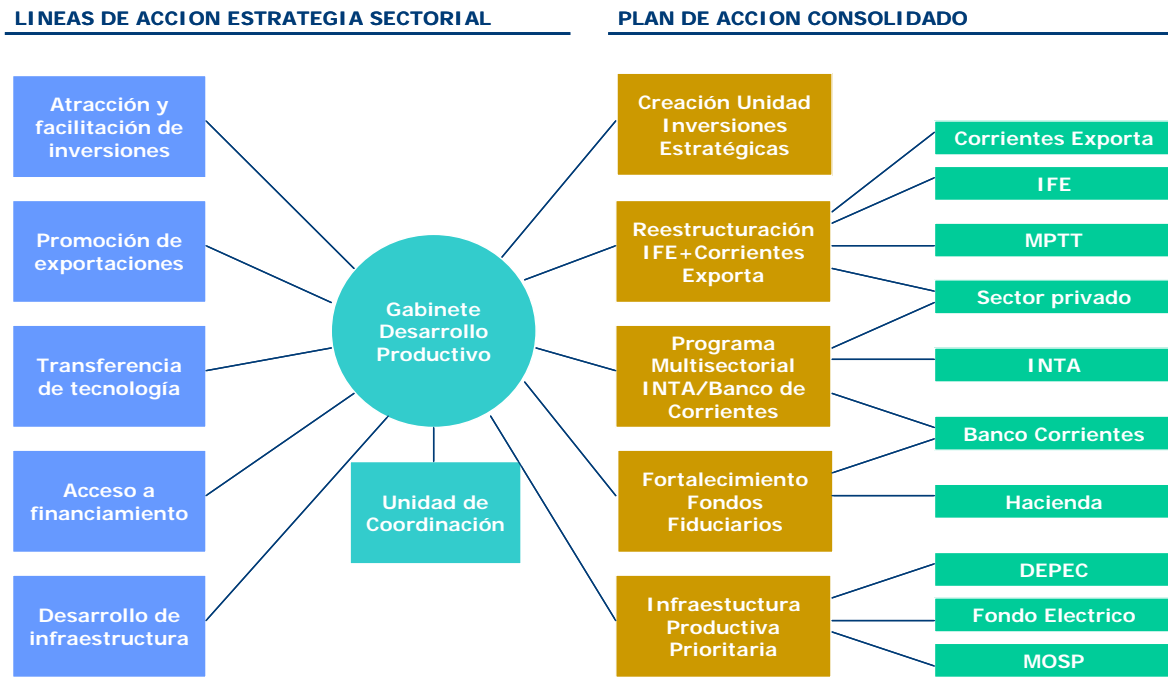 LINEAS DE ACCION ESTRATEGIA SECTORIAL
PLAN DE ACCION CONSOLIDADO
Atracción y
facilitación de
inversiones
Promoción de
exportaciones
Transferencia
de tecnología
Acceso a
financiamiento
Desarrollo de
infraestructura
Gabinete
Desarrollo
Productivo
Unidad de
Coordinación
Creación Unidad
Inversiones
Estratégicas
Reestructuración
IFE+Corrientes
Exporta
Programa
Multisectorial
INTA/Banco de
Corrientes
Fortalecimiento
Fondos
Fiduciarios
Infraestuctura
Productiva
Prioritaria
Corrientes Exporta
IFE
MPTT
Sector privado
INTA
Banco Corrientes
Hacienda
DEPEC
Fondo Electrico
MOSP